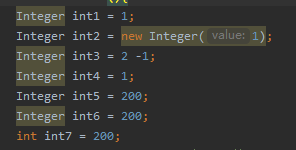 (){
Integer int1 = 1;
Integer int2 = new Integer( value: 1);
Integer int3 = 2 -1;
Integer int4 = 1;
Integer int5 = 200;
Integer int6 = 200;
int int7 = 200;